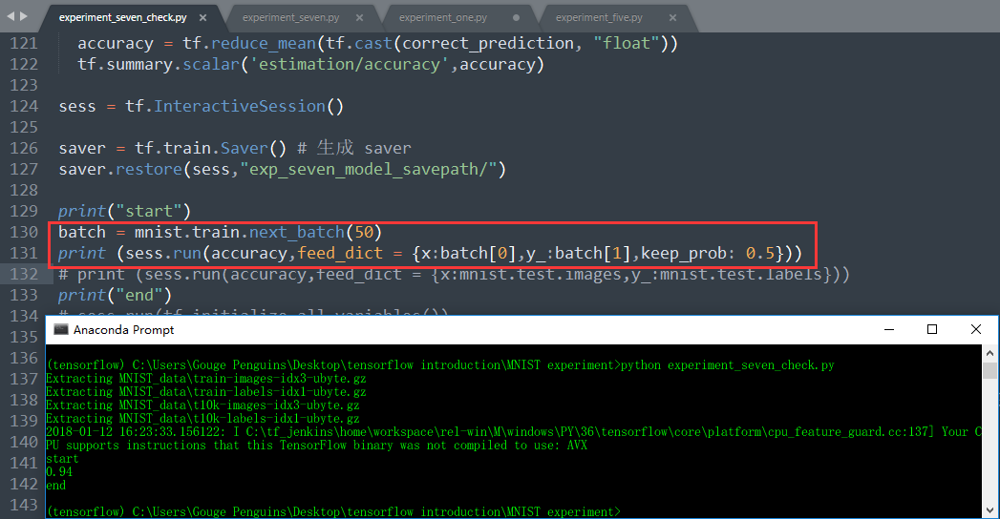 experiment_seven_check.py × experiment_seven.py × experiment_one.py experiment_five.py ×
121 accuracy = tf.reduce_mean(tf.cast(correct_prediction, "float"))
122 tf.summary.scalar('estimation/accuracy',accuracy)
123
124 sess = tf.InteractiveSession()
125
126 saver = tf.train.Saver() # 生成 saver
127 saver.restore(sess,"exp_seven_model_savepath/")
128
129 print("start")
130 batch = mnist.train.next_batch(50)
131 print (sess.run(accuracy,feed_dict = {x:batch[0],y_:batch[1],keep_prob: 0.5}))
132 # print (sess.run(accuracy,feed_dict = {x:mnist.test.images,y_:mnist.test.labels}))
133 print("end")
134 # sess.run(tf.initialize_all_variables())
135
136
137
138
139
140
141
142
143
Anaconda Prompt
(tensorflow) C:\Users\Gouge Penguins\Desktop\tensorflow introduction\MNIST experiment>python experiment_seven_check.py
Extracting MNIST_data\train-images-idx3-ubyte.gz
Extracting MNIST_data\train-labels-idx1-ubyte.gz
Extracting MNIST_data\t10k-images-idx3-ubyte.gz
Extracting MNIST_data\t10k-labels-idx1-ubyte.gz
2018-01-12 16:23:33.156122: I C:\tf_jenkins\home\workspace\rel-win\M\windows\PY\36\tensorflow\core\platform\cpu_feature_guard.cc:137] Your C
PU supports instructions that this TensorFlow binary was not compiled to use: AVX
start
0.94
end
(tensorflow) C:\Users\Gouge Penguins\Desktop\tensorflow introduction\MNIST experiment>